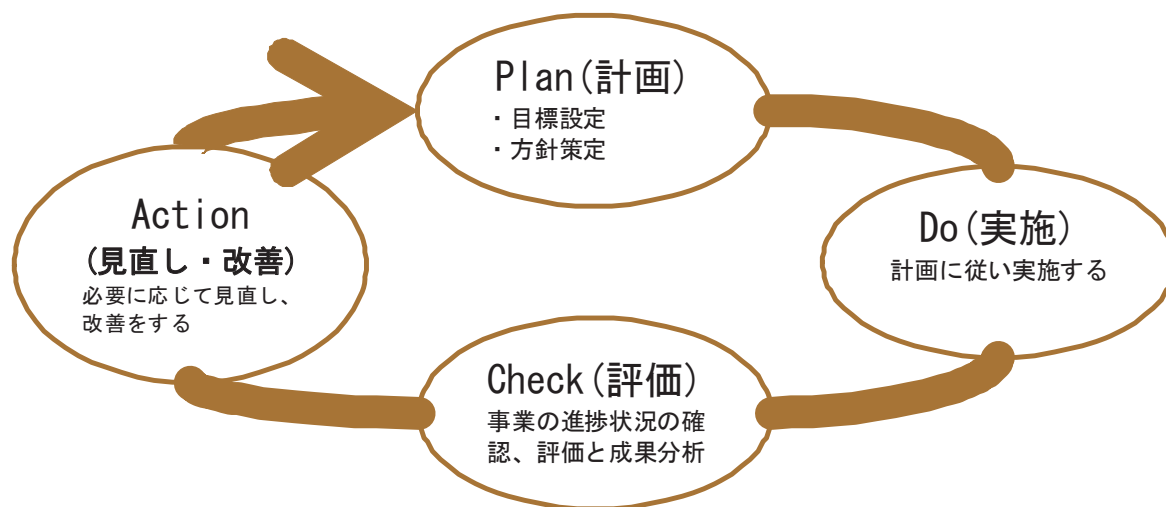 Plan(計画)
・目標設定
・方針策定
Do(実施)
計画に従い実施する
Check(評価)
事業の進捗状況の確
認、評価と成果分析
Action
(見直し・改善)
必要に応じて見直し、
改善をする